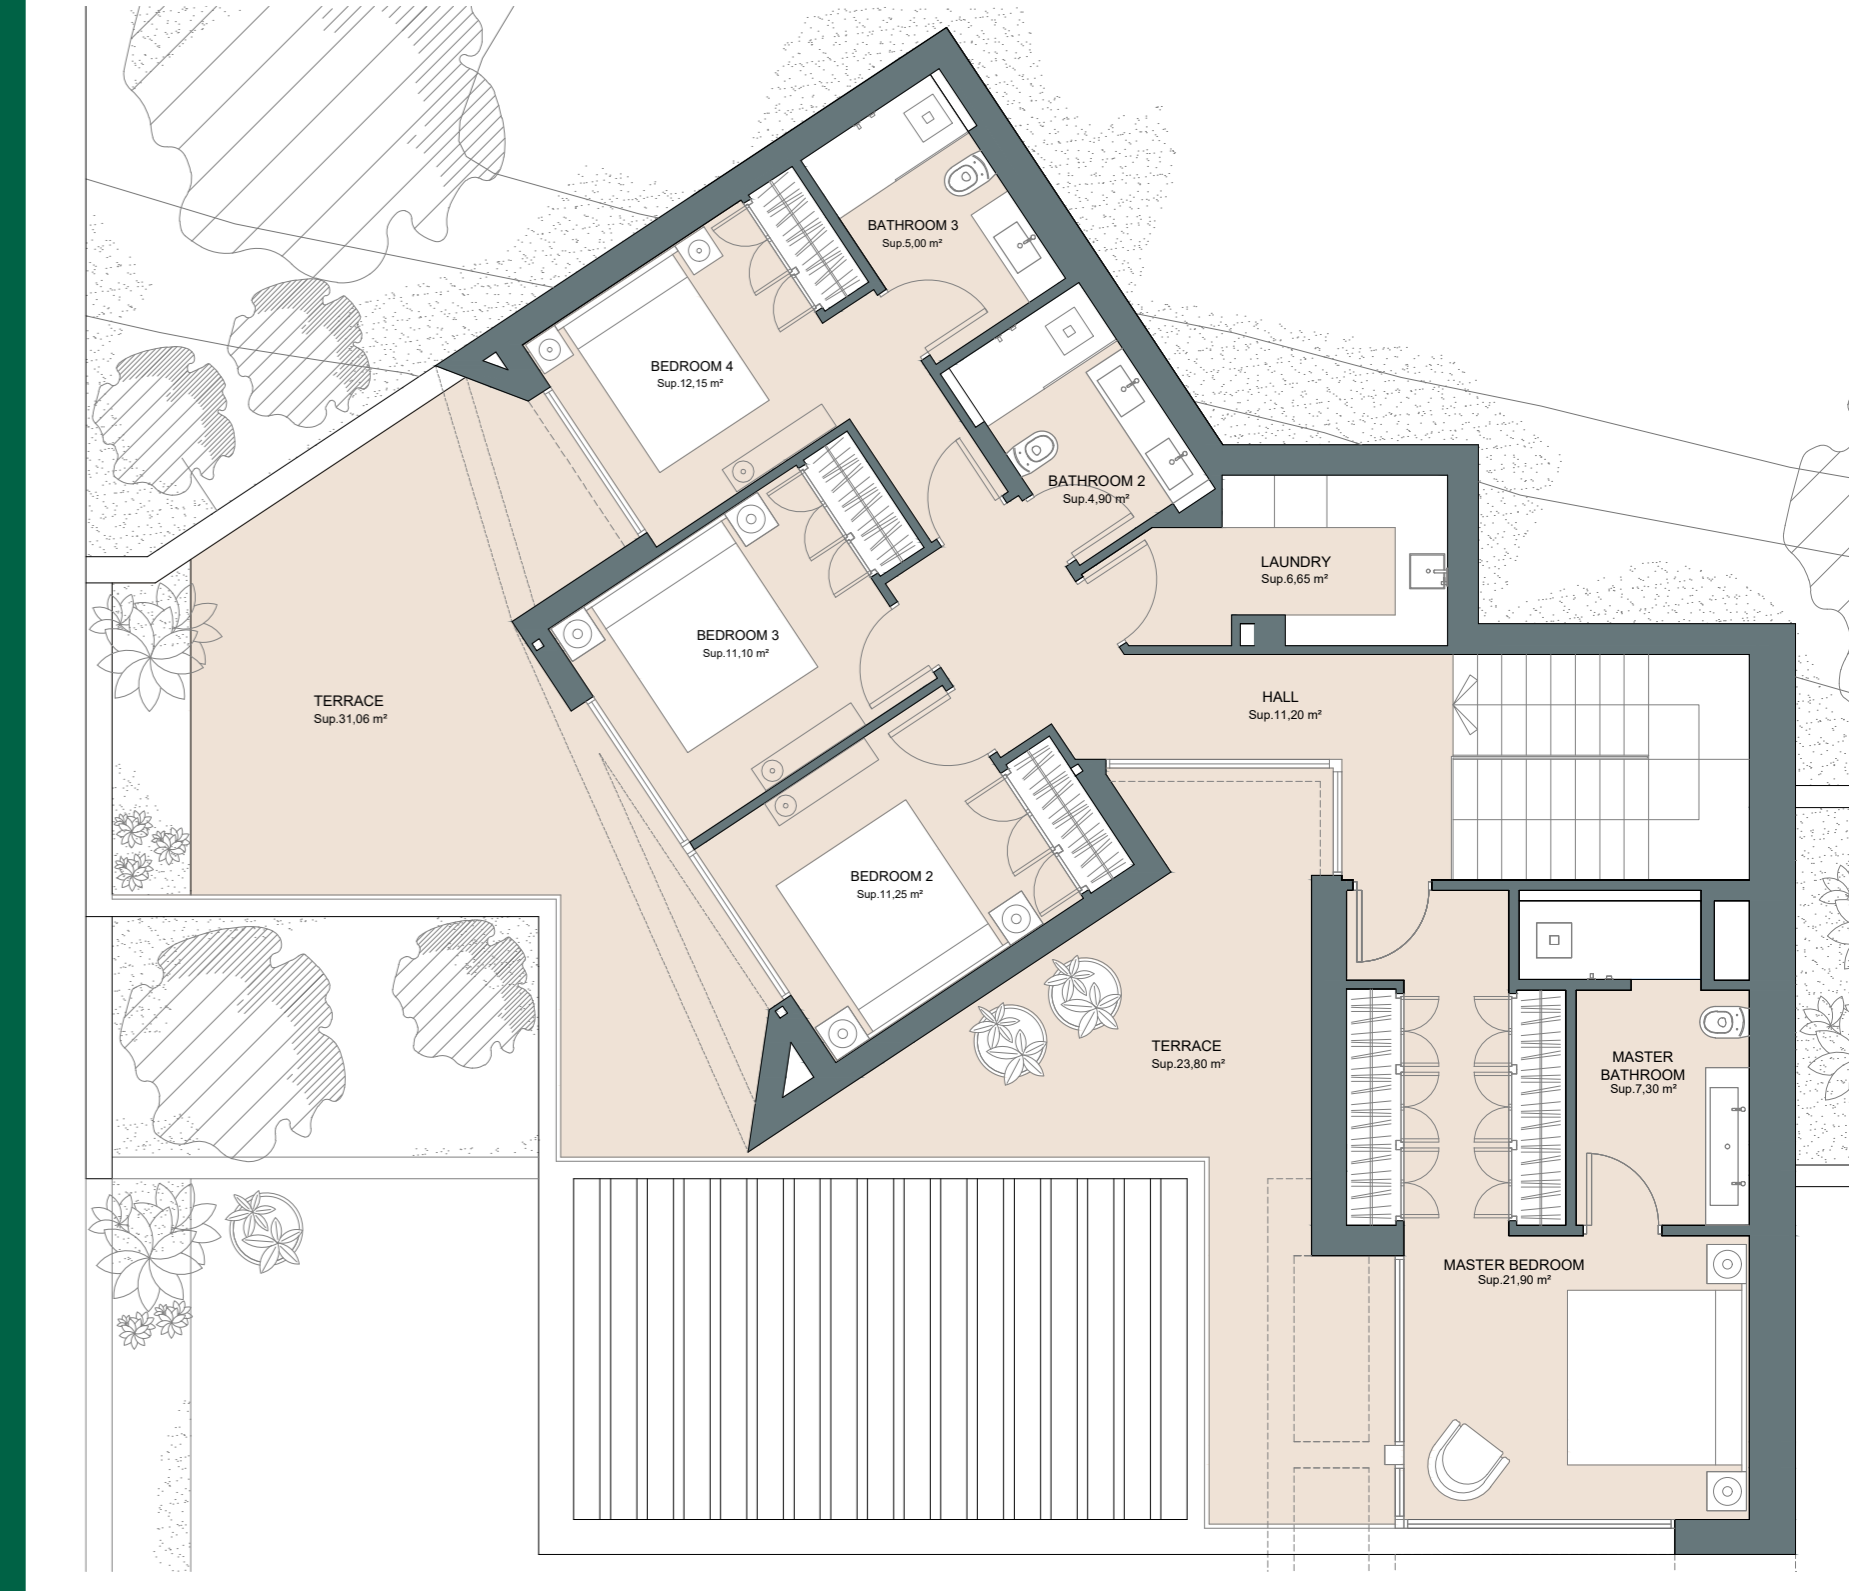 BATHROOM 3
Sup.5,00 m²
BEDROOM 4
Sup.12,15 m²
BATHROOM 2
Sup.4,90 m²
LAUNDRY
Sup.6,65 m²
BEDROOM 3
Sup.11,10 m²
TERRACE
Sup.31,06 m²
HALL
Sup.11,20 m²
BEDROOM 2
Sup.11,25 m²
TERRACE
Sup.23,80 m²
MASTER
BATHROOM
Sup.7,30 m²
MASTER BEDROOM
Sup.21,90 m²